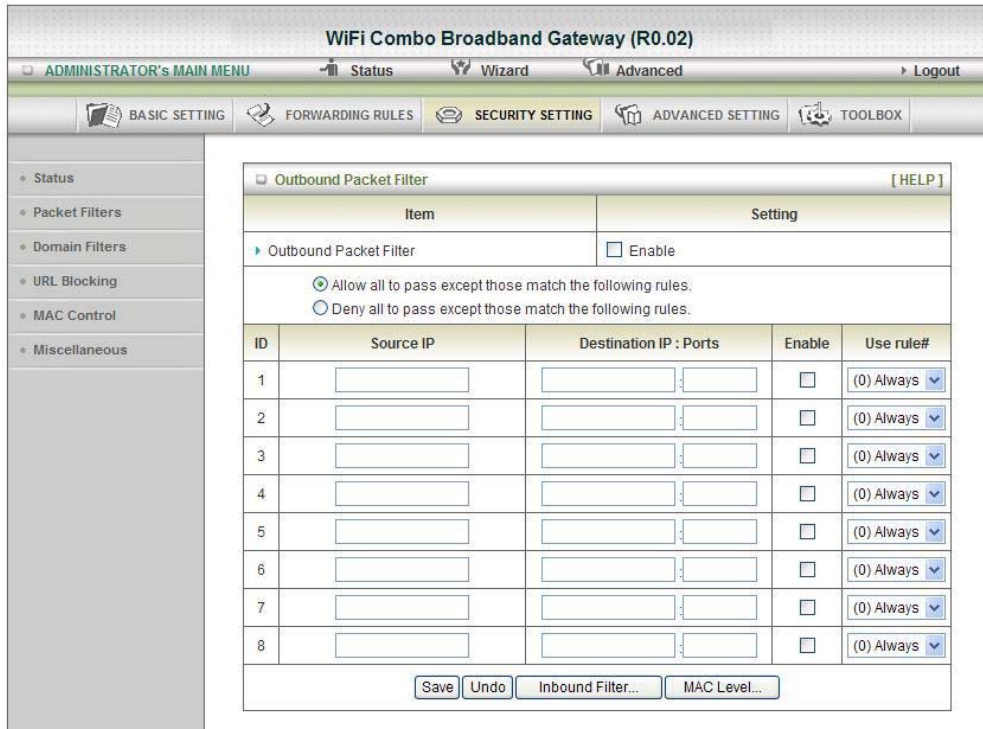 WiFi Combo Broadband Gateway (R0.02)
ADMINISTRATOR's MAIN MENU Status Wizard Advanced Logout
BASIC SETTING FORWARDING RULES SECURITY SETTING ADVANCED SETTING TOOLBOX
Status
Packet Filters
Domain Filters
URL Blocking
MAC Control
Miscellaneous
Outbound Packet Filter [ HELP ]
Item Setting
Outbound Packet Filter Enable
Allow all to pass except those match the following rules.
Deny all to pass except those match the following rules.
ID Source IP Destination IP : Ports Enable Use rule#
1 : (0) Always
2 : (0) Always
3 : (0) Always
4 : (0) Always
5 : (0) Always
6 : (0) Always
7 : (0) Always
8 : (0) Always
Save Undo Inbound Filter... MAC Level...